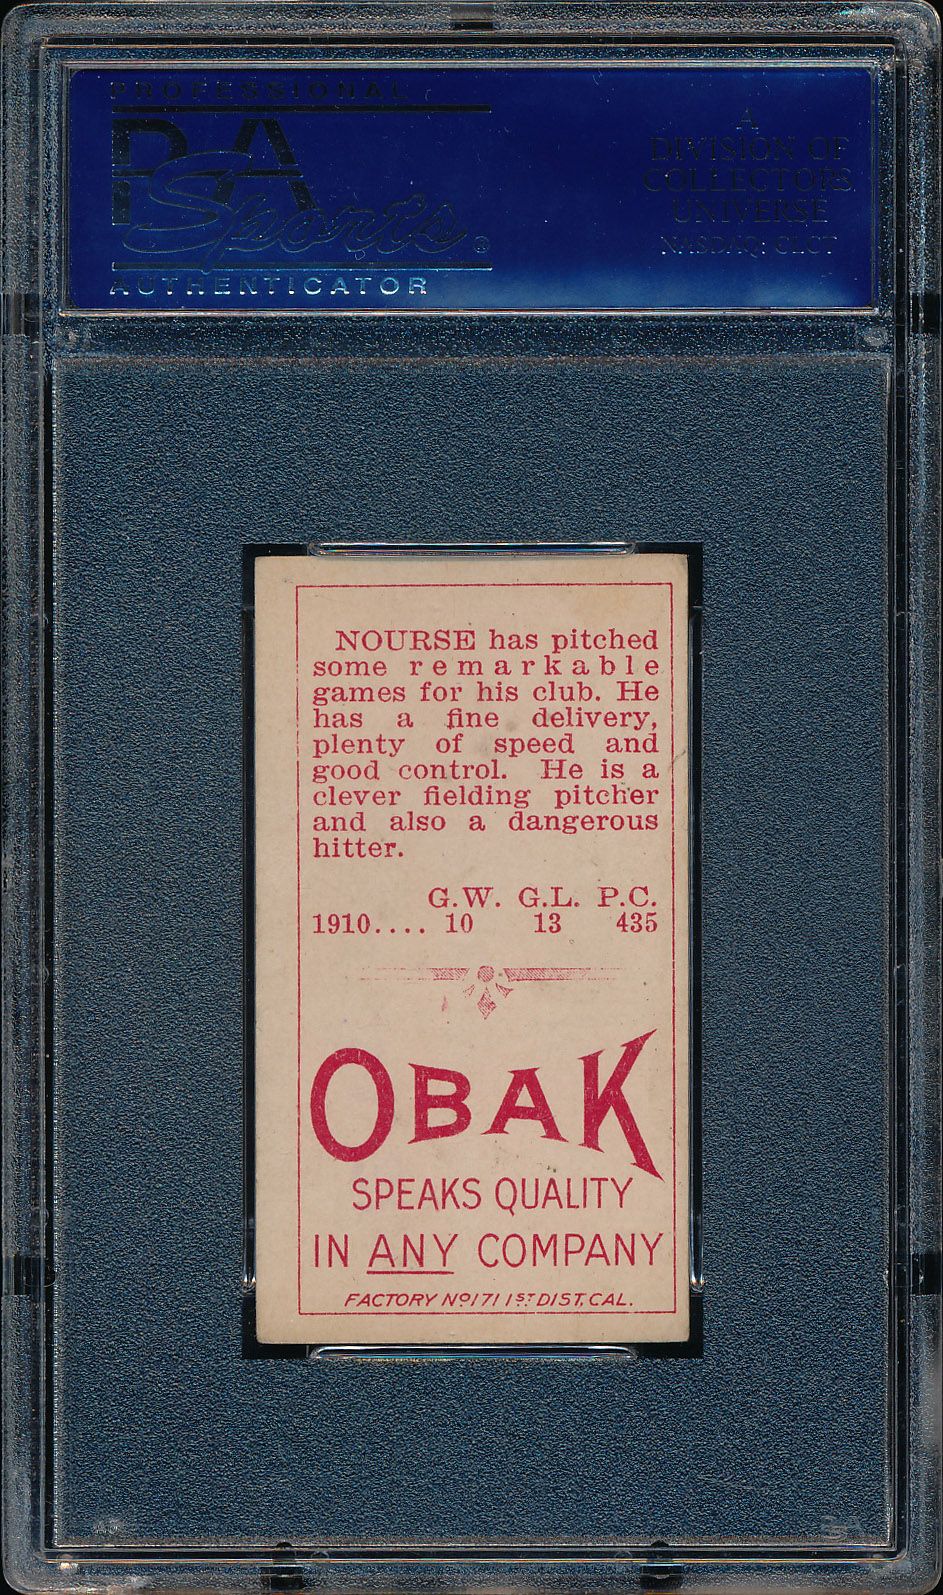 PROFESSIONAL
PSA
Sports®
AUTHENTICATOR
A
DIVISION OF
COLLECTORS
UNIVERSE
NASDAQ: CLCT
NOURSE has pitched
some remarkable
games for his club. He
has a fine delivery,
plenty of speed and
good control. He is a
clever fielding pitcher
and also a dangerous
hitter.
G.W. G.L. P.C.
1910.... 10 13 435
OBAK
SPEAKS QUALITY
IN ANY COMPANY
FACTORY No 171 1ST DIST, CAL.